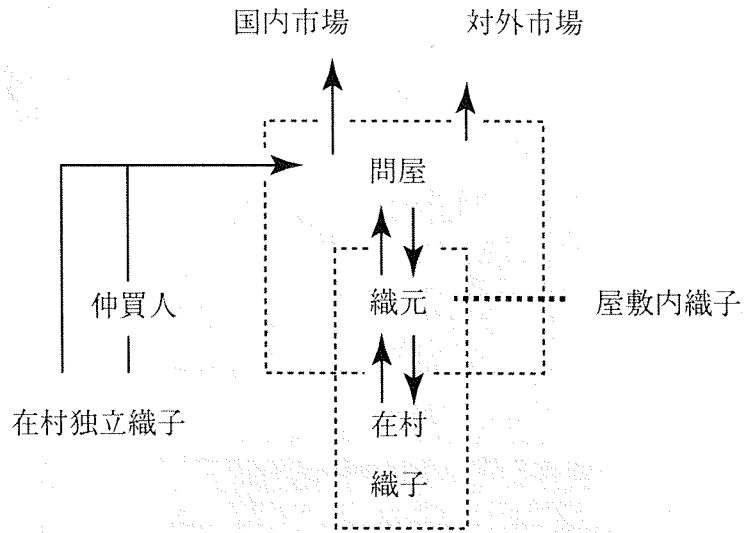 国内市場
対外市場
問屋
仲買人
織元
屋敷内織子
在村独立織子
在村
織子